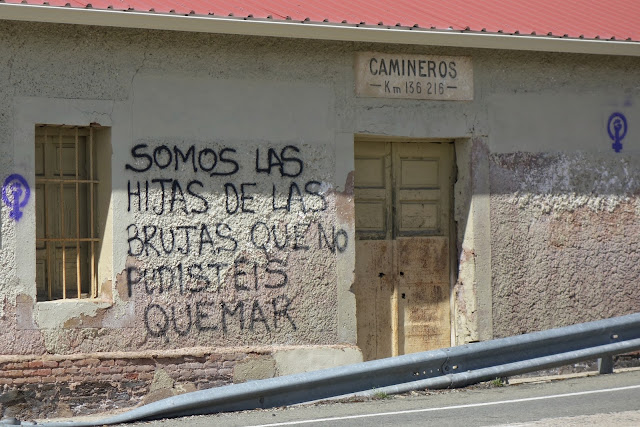 CAMINEROS
Km 136 216
SOMOS LAS
HIJAS DE LAS
BRUJAS QUE NO
PUDISTEIS
QUEMAR